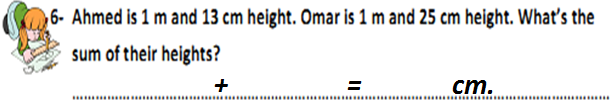 6- Ahmed is 1 m and 13 cm height. Omar is 1 m and 25 cm height. What's the
sum of their heights?
........................+......................=................cm.................